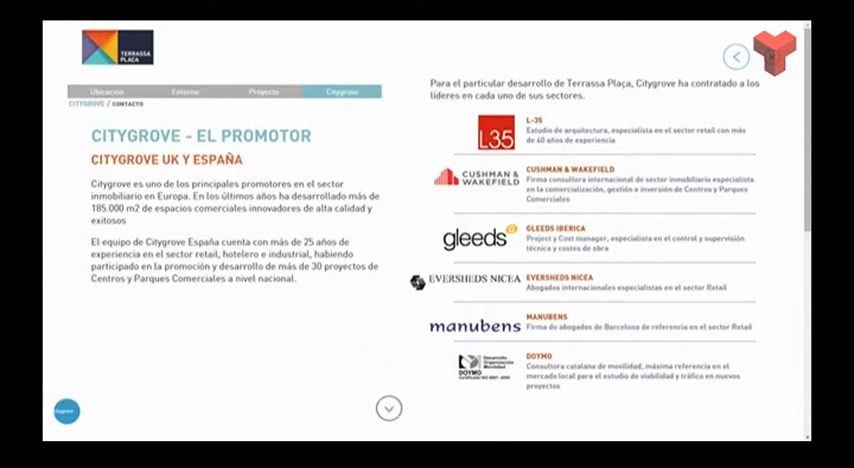 TERRASSA
PLAÇA
Ubicación
Entorno
Proyecto
Citygrove
CITYGROVE / CONTACTO
CITYGROVE - EL PROMOTOR
CITYGROVE UK Y ESPAÑA
Citygrove es uno de los principales promotores en el sector
inmobiliario en Europa. En los últimos años ha desarrollado más de
185.000 m2 de espacios comerciales innovadores de alta calidad y
exitosos
El equipo de Citygrove España cuenta con más de 25 años de
experiencia en el sector retail, hotelero e industrial, habiendo
participado en la promoción y desarrollo de más de 30 proyectos de
Centros y Parques Comerciales a nivel nacional.
citygrove
Para el particular desarrollo de Terrassa Plaça, Citygrove ha contratado a los
líderes en cada uno de sus sectores.
L35
L-35
Estudio de arquitectura, especialista en el sector retail con más
de 40 años de experiencia
CUSHMAN &
WAKEFIELD
CUSHMAN & WAKEFIELD
Firma consultora internacional de sector inmobiliario especialista
en la comercialización, gestión e inversión de Centros y Parques
Comerciales
gleeds
GLEEDS IBERICA
Project y Cost manager, especialista en el control y supervisión
técnica y costes de obra
EVERSHEDS NICEA
EVERSHEDS NICEA
Abogados internacionales especialistas en el sector Retail
manubens
MANUBENS
Firma de abogados de Barcelona de referencia en el sector Retail
Desarrollo
Organización
Movilidad
DOYMO
DOYMO
Consultora catalana de movilidad, máxima referencia en el
mercado local para el estudio de viabilidad y tráfico en nuevos
proyectos